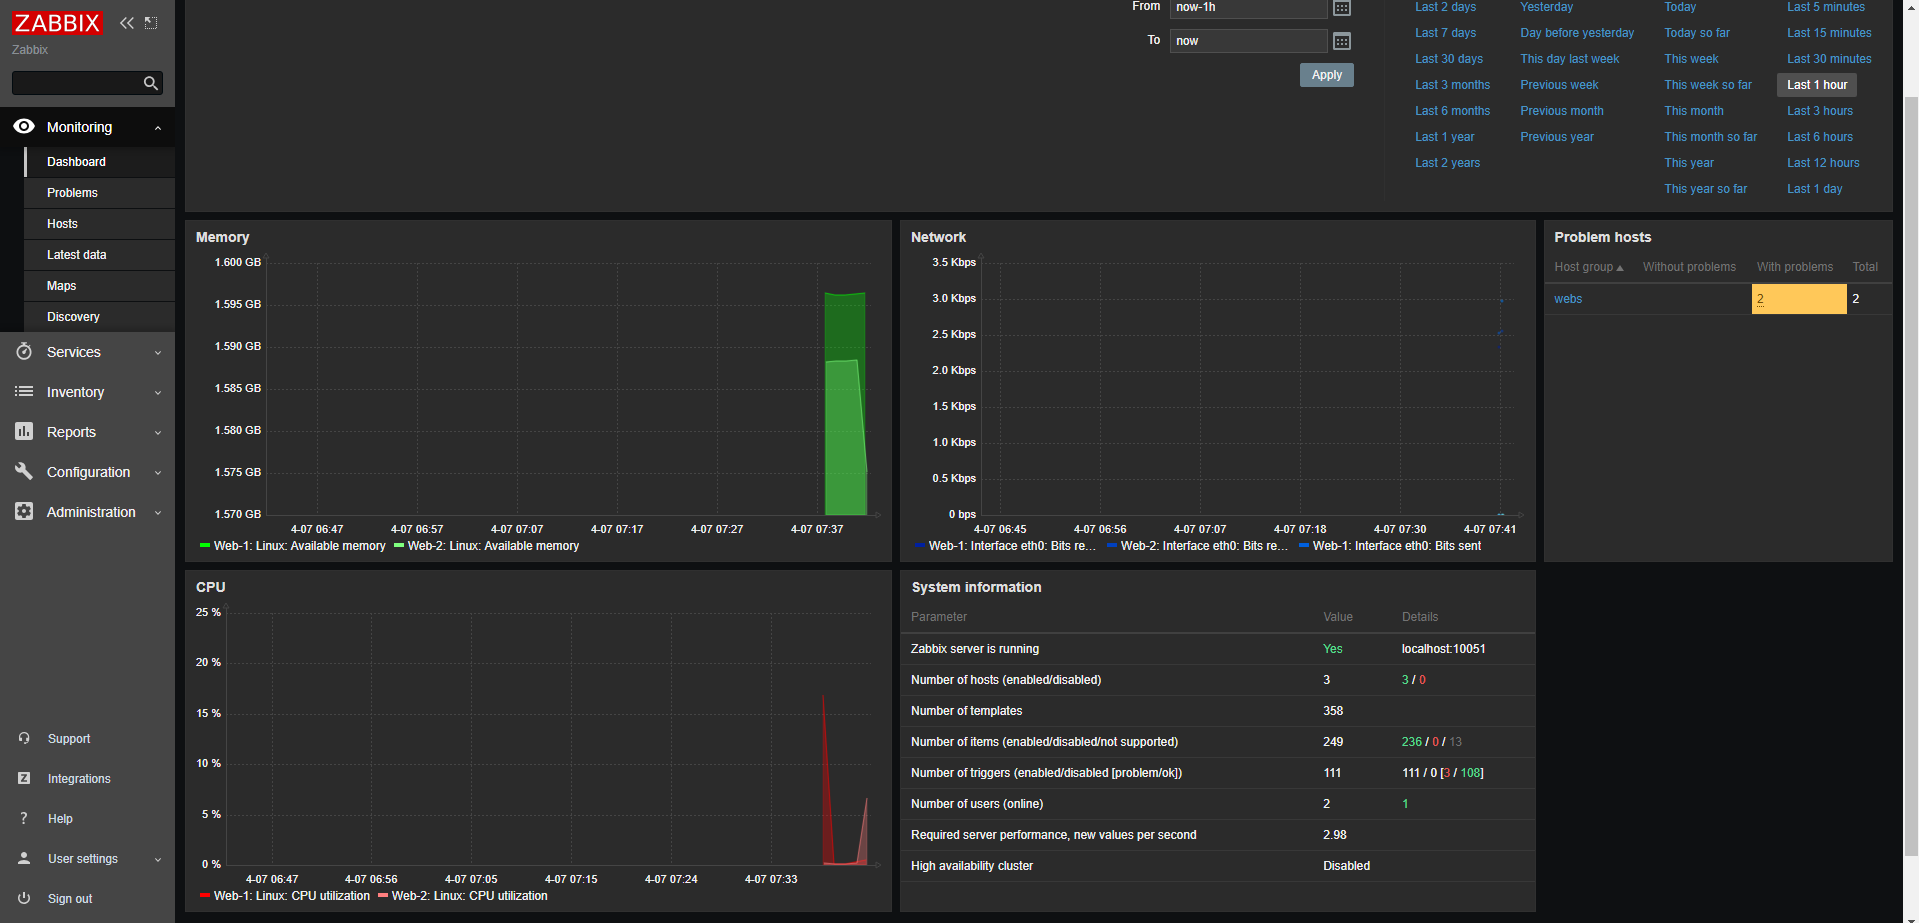 ZABBIX
Zabbix
Monitoring
Dashboard
Problems
Hosts
Latest data
Maps
Discovery
Services
Inventory
Reports
Configuration
Administration
Support
Integrations
Help
User settings
Sign out
From now-1h
To now
Apply
Last 2 days Yesterday Today Last 5 minutes
Last 7 days Day before yesterday Today so far Last 15 minutes
Last 30 days This day last week This week Last 30 minutes
Last 3 months Previous week This week so far Last 1 hour
Last 6 months Previous month This month Last 3 hours
Last 1 year Previous year This month so far Last 6 hours
Last 2 years This year Last 12 hours
This year so far Last 1 day
Memory
1.600 GB
1.595 GB
1.590 GB
1.585 GB
1.580 GB
1.575 GB
1.570 GB
4-07 06:47 4-07 06:57 4-07 07:07 4-07 07:17 4-07 07:27 4-07 07:37
Web-1: Linux: Available memory Web-2: Linux: Available memory
Network
3.5 Kbps
3.0 Kbps
2.5 Kbps
2.0 Kbps
1.5 Kbps
1.0 Kbps
0.5 Kbps
0 bps
4-07 06:45 4-07 06:56 4-07 07:07 4-07 07:18 4-07 07:30 4-07 07:41
Web-1: Interface eth0: Bits re... Web-2: Interface eth0: Bits re... Web-1: Interface eth0: Bits sent
Problem hosts
Host group Without problems With problems Total
webs 2 2
CPU
25 %
20 %
15 %
10 %
5 %
0 %
4-07 06:47 4-07 06:56 4-07 07:05 4-07 07:15 4-07 07:24 4-07 07:33
Web-1: Linux: CPU utilization Web-2: Linux: CPU utilization
System information
Parameter Value Details
Zabbix server is running Yes localhost:10051
Number of hosts (enabled/disabled) 3 3 / 0
Number of templates 358
Number of items (enabled/disabled/not supported) 249 236 / 0 / 13
Number of triggers (enabled/disabled [problem/ok]) 111 111 / 0 [3 / 108]
Number of users (online) 2 1
Required server performance, new values per second 2.98
High availability cluster Disabled